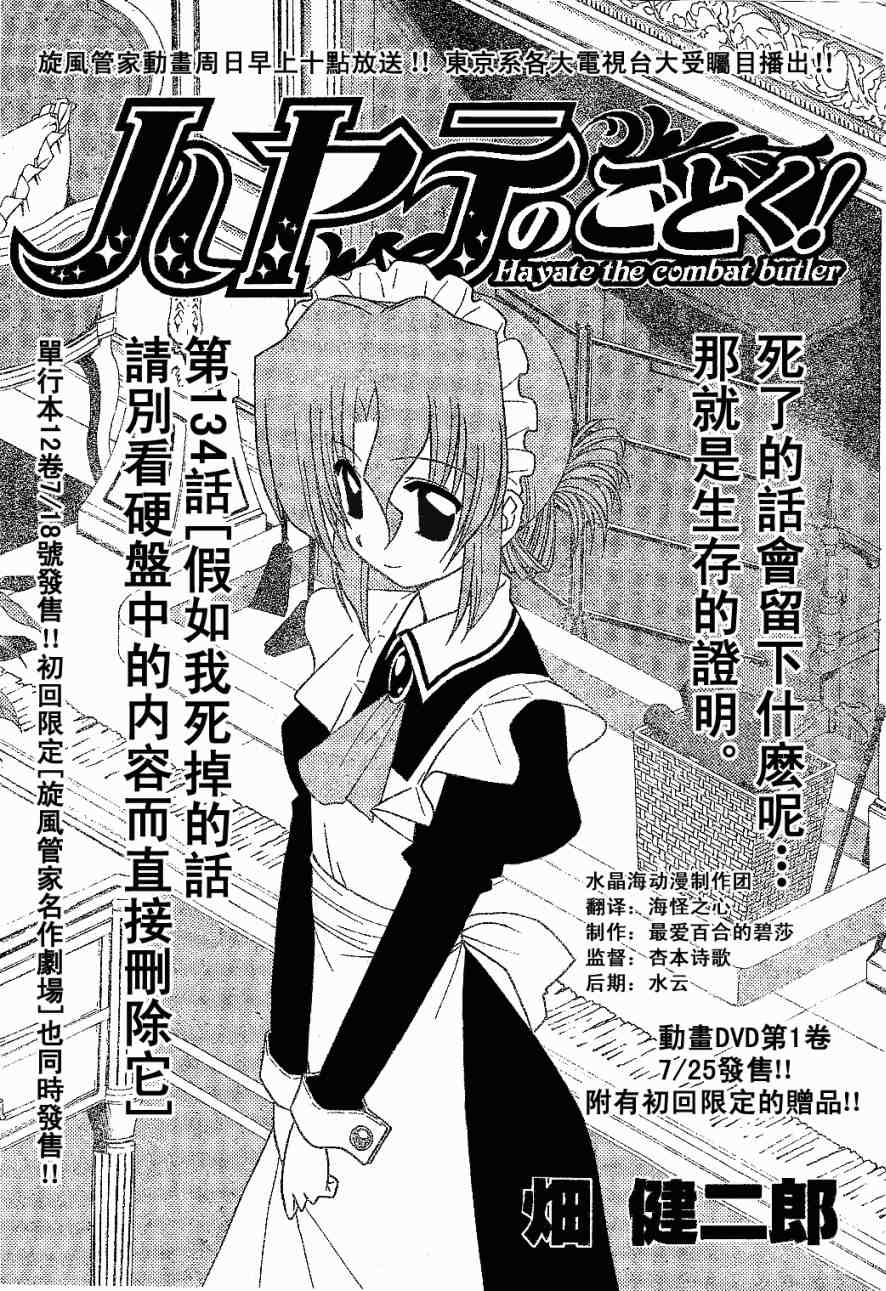 旋風管家動畫周日早上十點放送!! 東京系各大電視台大受矚目播出!!
ハヤテのごとく!
Hayate the combat butler
死了的話會留下什麽呢…
那就是生存的證明。
第134話[假如我死掉的話
請別看硬盤中的内容而直接刪除它]
單行本12卷7/18號發售!!初回限定[旋風管家名作劇場]也同時發售!!
水晶海动漫制作团
翻译：海怪之心
制作：最爱百合的碧莎
监督：杏本诗歌
后期：水云
動畫DVD第1卷
7/25發售!!
附有初回限定的贈品!!
畑 健二郎